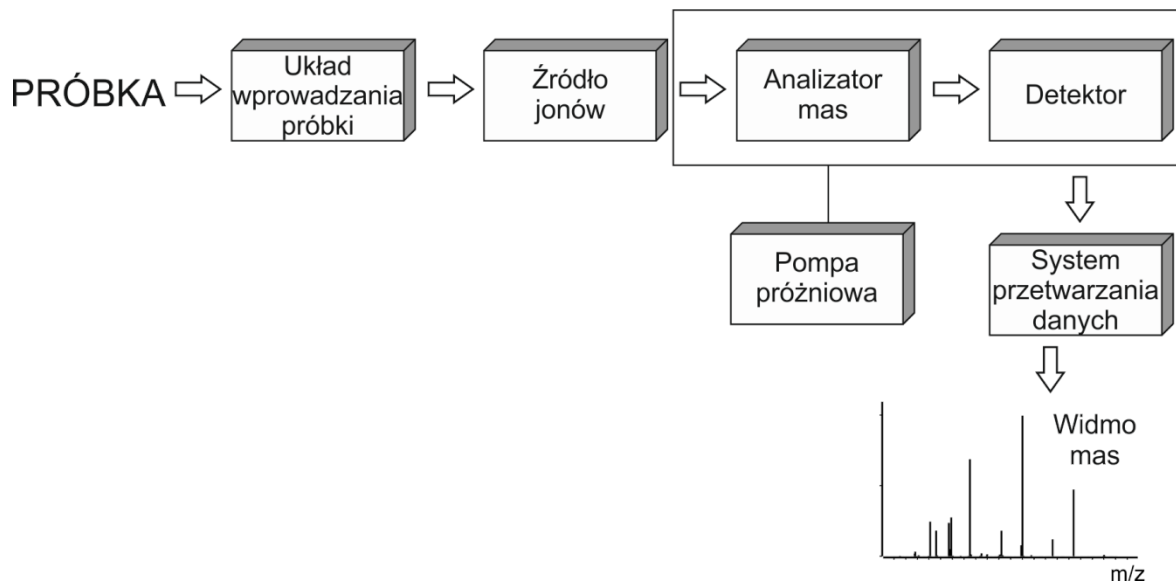 PRÓBKA
Układ
wprowadzania
próbki
Źródło
jonów
Analizator
mas
Detektor
Pompa
próżniowa
System
przetwarzania
danych
Widmo
mas
m/z